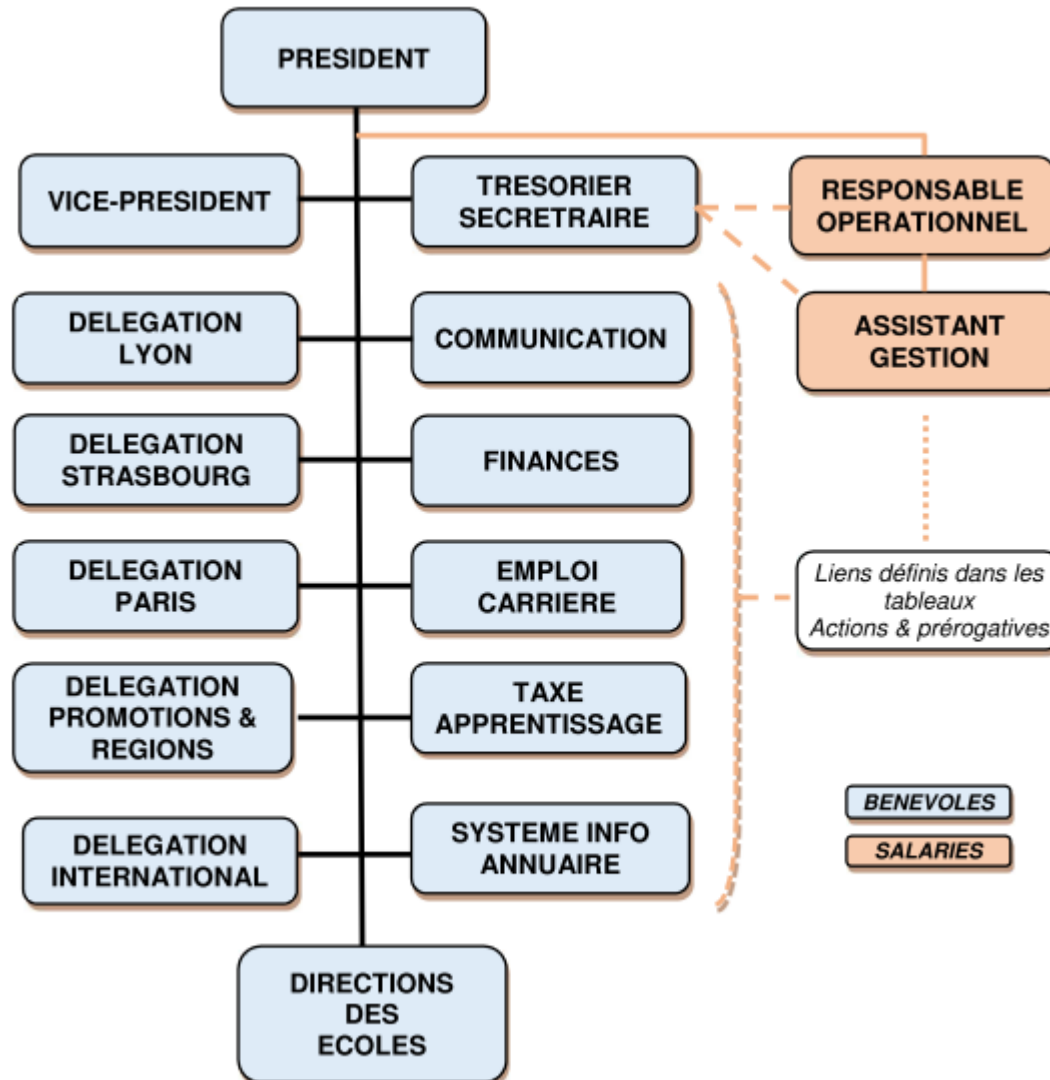 PRESIDENT
VICE-PRESIDENT
TRESORIER
SECRETRAIRE
RESPONSABLE
OPERATIONNEL
DELEGATION
LYON
COMMUNICATION
ASSISTANT
GESTION
DELEGATION
STRASBOURG
FINANCES
DELEGATION
PARIS
EMPLOI
CARRIERE
Liens définis dans les
tableaux
Actions & prérogatives
DELEGATION
PROMOTIONS &
REGIONS
TAXE
APPRENTISSAGE
BENEVOLES
SALARIES
DELEGATION
INTERNATIONAL
SYSTEME INFO
ANNUAIRE
DIRECTIONS
DES
ECOLES